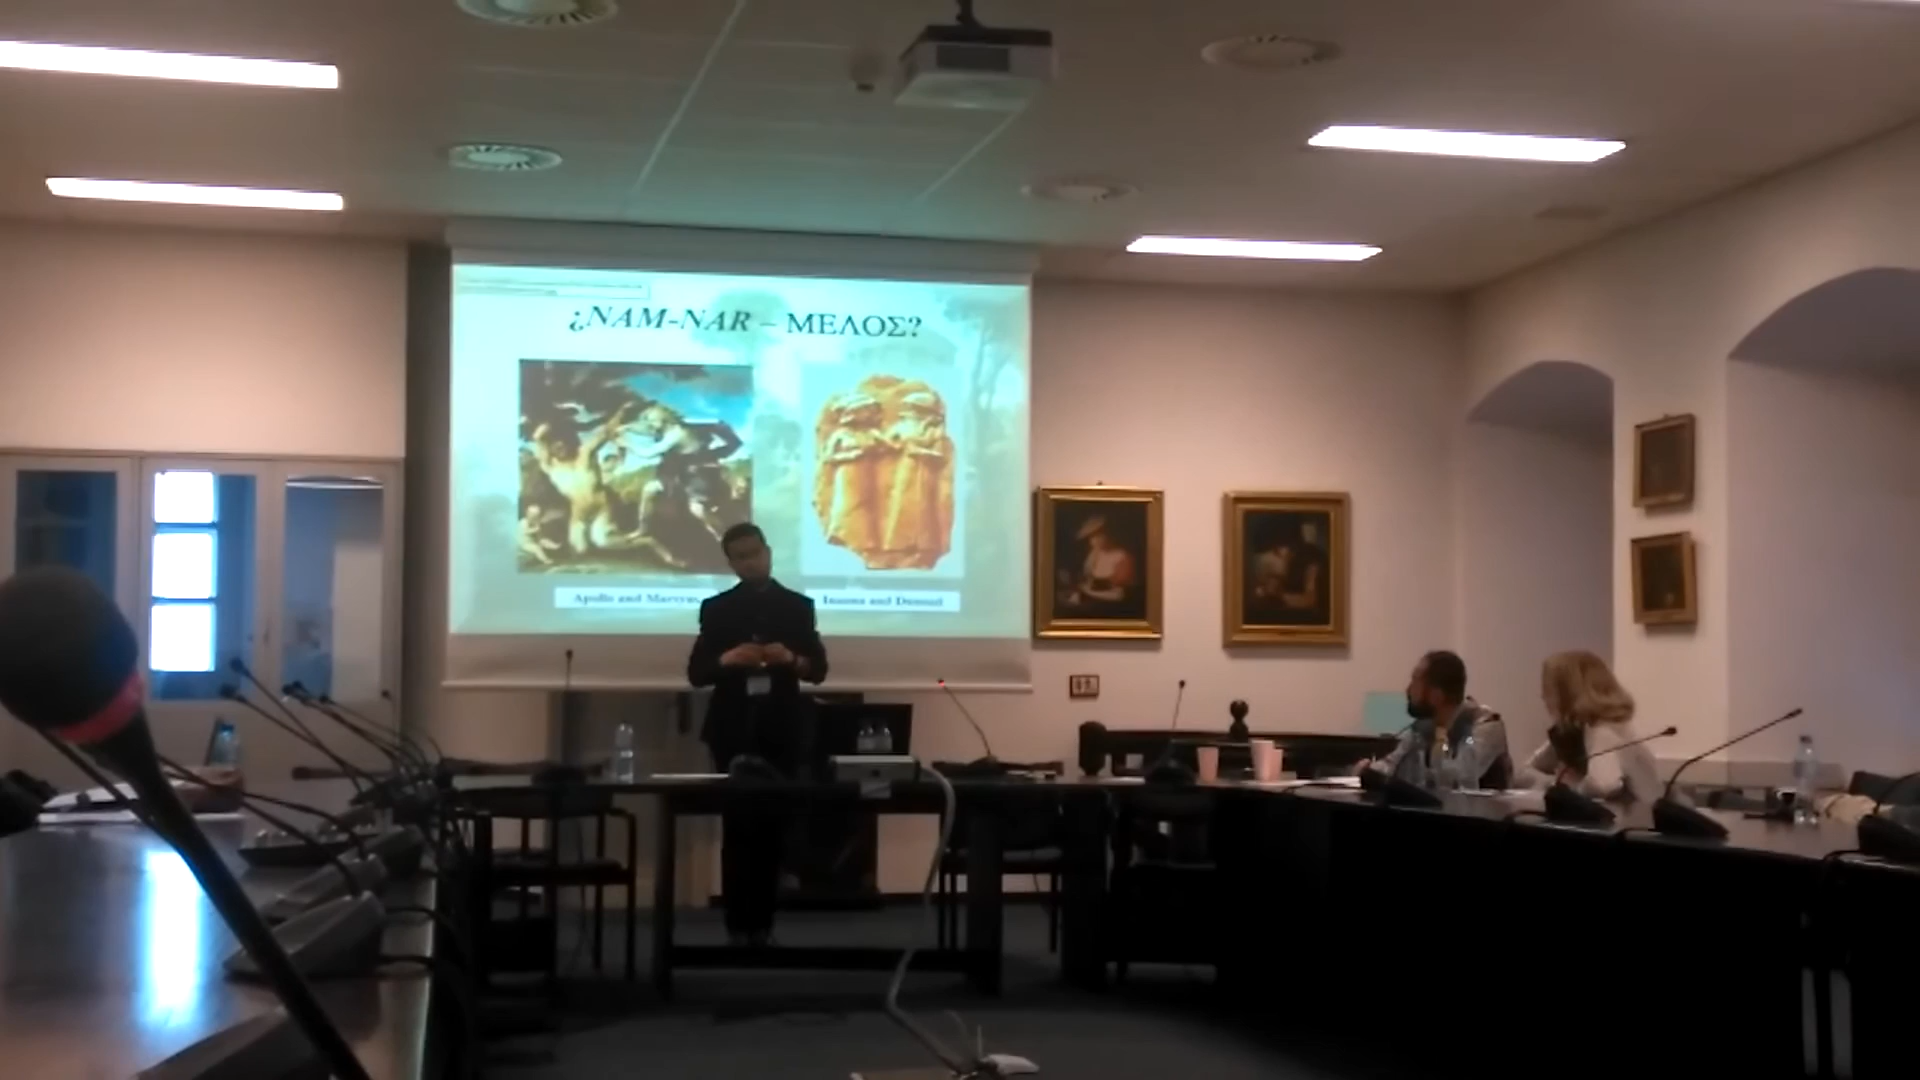 ¿NAM-NAR – ΜΕΛΟΣ?
Apollo and Marsyas
Inanna and Dumuzi